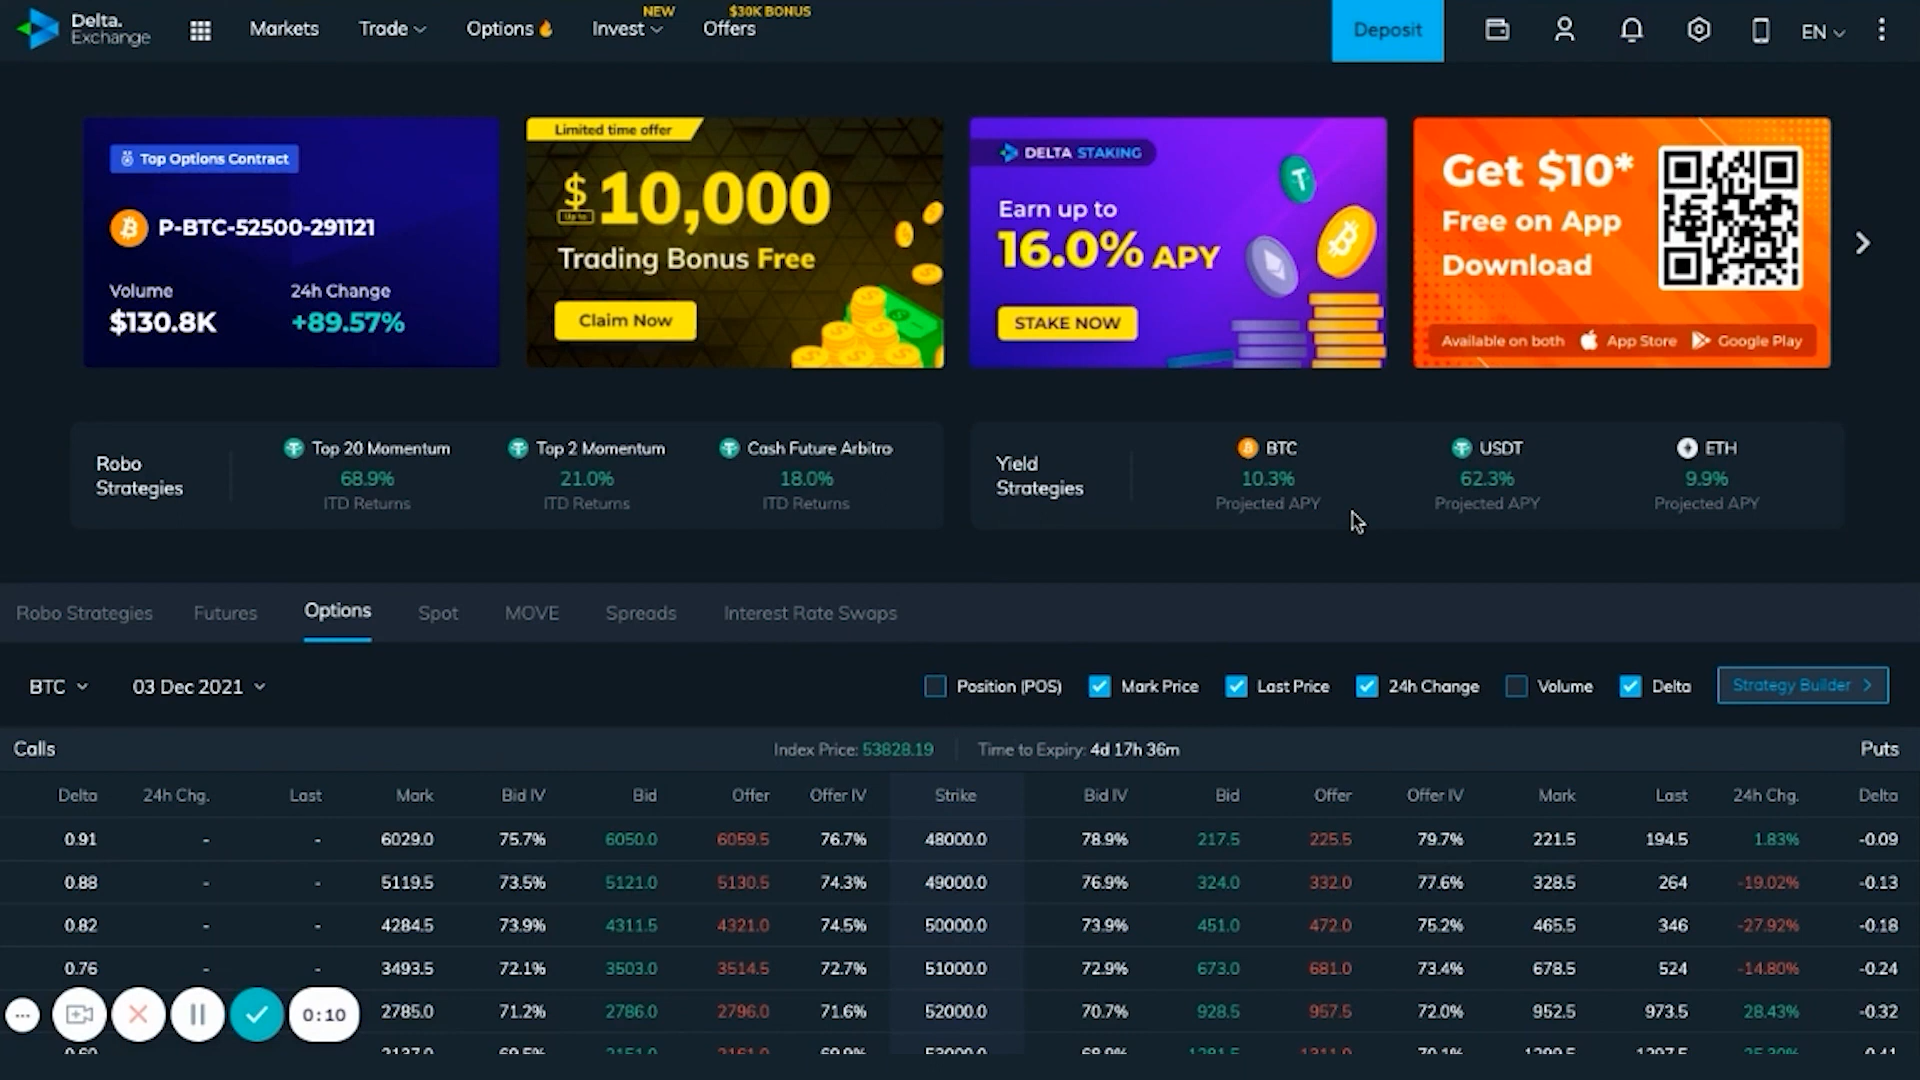 Delta.
Exchange
Markets
Trade
Options
NEW
Invest
$30K BONUS
Offers
Deposit
EN
Top Options Contract
P-BTC-52500-291121
Volume
24h Change
$130.8K
+89.57%
Limited time offer
$10,000
Up to
Trading Bonus Free
Claim Now
DELTA STAKING
Earn up to
16.0% APY
STAKE NOW
Get $10*
Free on App
Download
Available on both App Store Google Play
Robo
Strategies
Top 20 Momentum
68.9%
ITD Returns
Top 2 Momentum
21.0%
ITD Returns
Cash Future Arbitra
18.0%
ITD Returns
Yield
Strategies
BTC
10.3%
Projected APY
USDT
62.3%
Projected APY
ETH
9.9%
Projected APY
Robo Strategies Futures Options Spot MOVE Spreads Interest Rate Swaps
BTC 03 Dec 2021 Position (POS) Mark Price Last Price 24h Change Volume Delta Strategy Builder >
Calls Index Price: 53828.19 Time to Expiry: 4d 17h 36m Puts
Delta 24h Chg. Last Mark Bid IV Bid Offer Offer IV Strike Bid IV Bid Offer Offer IV Mark Last 24h Chg. Delta
0.91 - - 6029.0 75.7% 6050.0 6059.5 76.7% 48000.0 78.9% 217.5 225.5 79.7% 221.5 194.5 1.83% -0.09
0.88 - - 5119.5 73.5% 5121.0 5130.5 74.3% 49000.0 76.9% 324.0 332.0 77.6% 328.5 264 -19.02% -0.13
0.82 - - 4284.5 73.9% 4311.5 4321.0 74.5% 50000.0 73.9% 451.0 472.0 75.2% 465.5 346 -27.92% -0.18
0.76 - - 3493.5 72.1% 3503.0 3514.5 72.7% 51000.0 72.9% 673.0 681.0 73.4% 678.5 524 -14.80% -0.24
0:10 2785.0 71.2% 2786.0 2796.0 71.6% 52000.0 70.7% 928.5 957.5 72.0% 952.5 973.5 28.43% -0.32